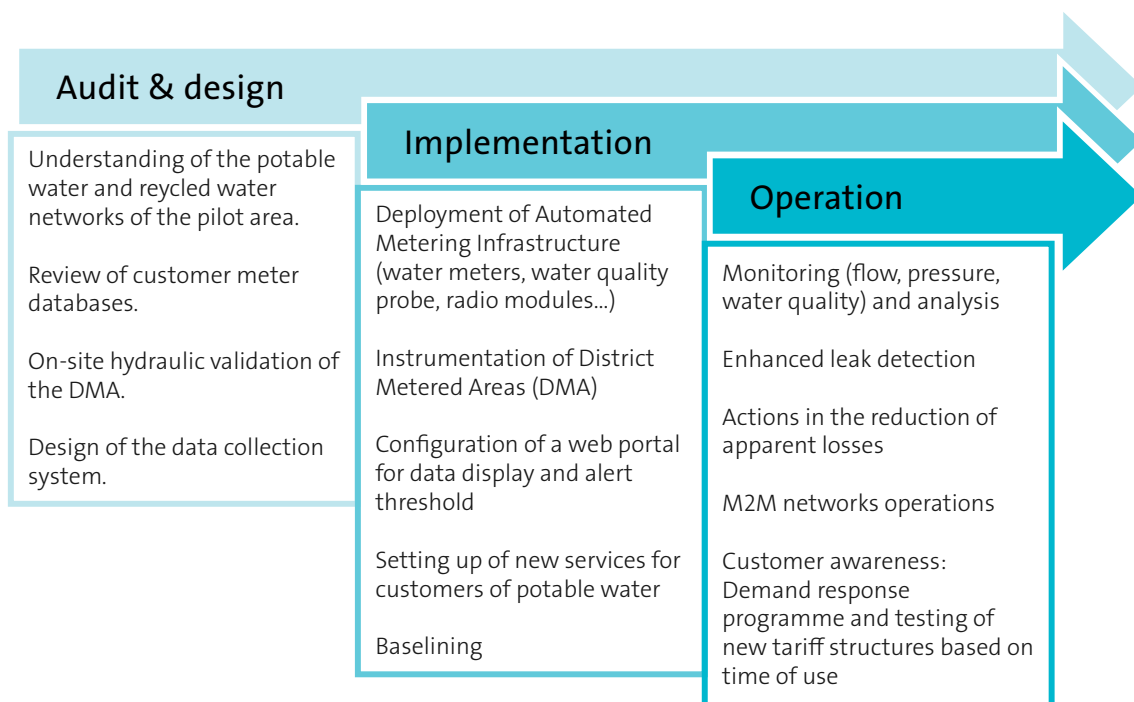 Audit & design
Understanding of the potable
water and reycled water
networks of the pilot area.
Review of customer meter
databases.
On-site hydraulic validation of
the DMA.
Design of the data collection
system.
Implementation
Deployment of Automated
Metering Infrastructure
(water meters, water quality
probe, radio modules...)
Instrumentation of District
Metered Areas (DMA)
Configuration of a web portal
for data display and alert
threshold
Setting up of new services for
customers of potable water
Baselining
Operation
Monitoring (flow, pressure,
water quality) and analysis
Enhanced leak detection
Actions in the reduction of
apparent losses
M2M networks operations
Customer awareness:
Demand response
programme and testing of
new tariff structures based on
time of use